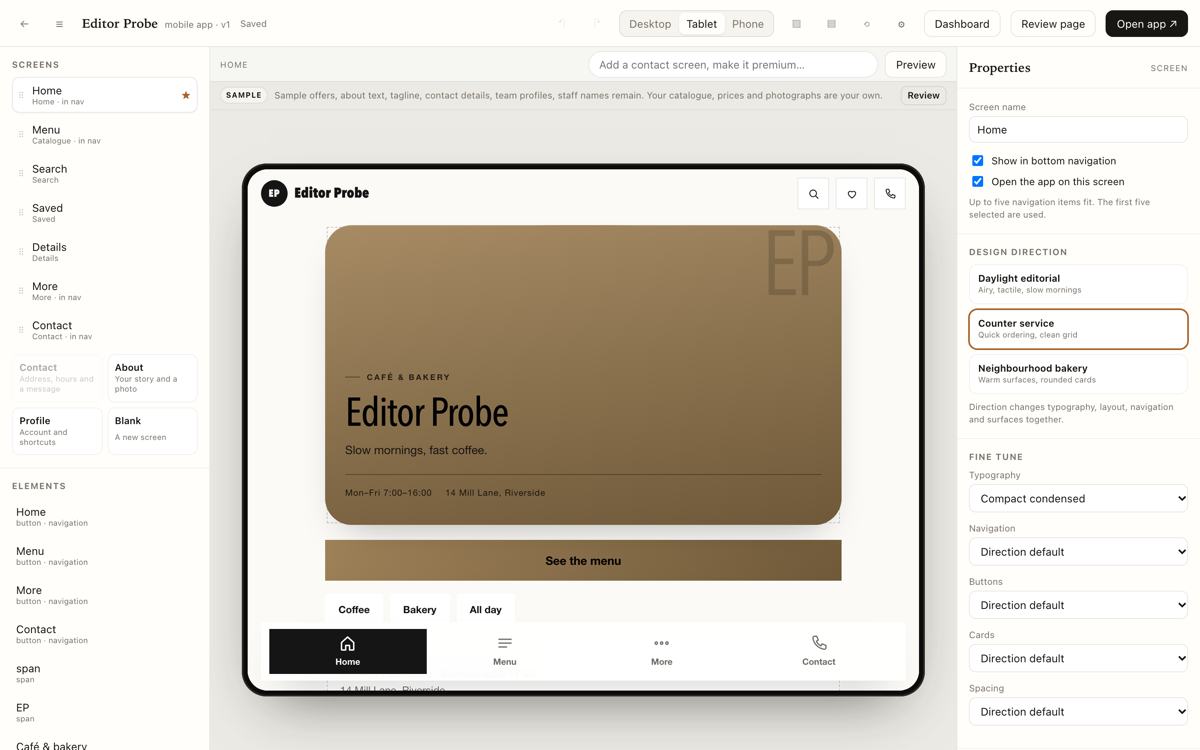 Editor Probe mobile app · v1 Saved
Desktop Tablet Phone
Dashboard Review page Open app ↗
SCREENS
Home
Home · in nav
Menu
Catalogue · in nav
Search
Search
Saved
Saved
Details
Details
More
More · in nav
Contact
Contact · in nav
Contact
Address, hours and
a message
About
Your story and a
photo
Profile
Account and
shortcuts
Blank
A new screen
ELEMENTS
Home
button · navigation
Menu
button · navigation
More
button · navigation
Contact
button · navigation
span
span
EP
span
Café & bakery
HOME
Add a contact screen, make it premium...
Preview
SAMPLE Sample offers, about text, tagline, contact details, team profiles, staff names remain. Your catalogue, prices and photographs are your own. Review
EP Editor Probe
EP
CAFÉ & BAKERY
Editor Probe
Slow mornings, fast coffee.
Mon–Fri 7:00–16:00 14 Mill Lane, Riverside
See the menu
Coffee Bakery All day
Home Menu More Contact
14 Mill Lane, Riverside
Properties SCREEN
Screen name
Home
Show in bottom navigation
Open the app on this screen
Up to five navigation items fit. The first five
selected are used.
DESIGN DIRECTION
Daylight editorial
Airy, tactile, slow mornings
Counter service
Quick ordering, clean grid
Neighbourhood bakery
Warm surfaces, rounded cards
Direction changes typography, layout, navigation
and surfaces together.
FINE TUNE
Typography
Compact condensed
Navigation
Direction default
Buttons
Direction default
Cards
Direction default
Spacing
Direction default